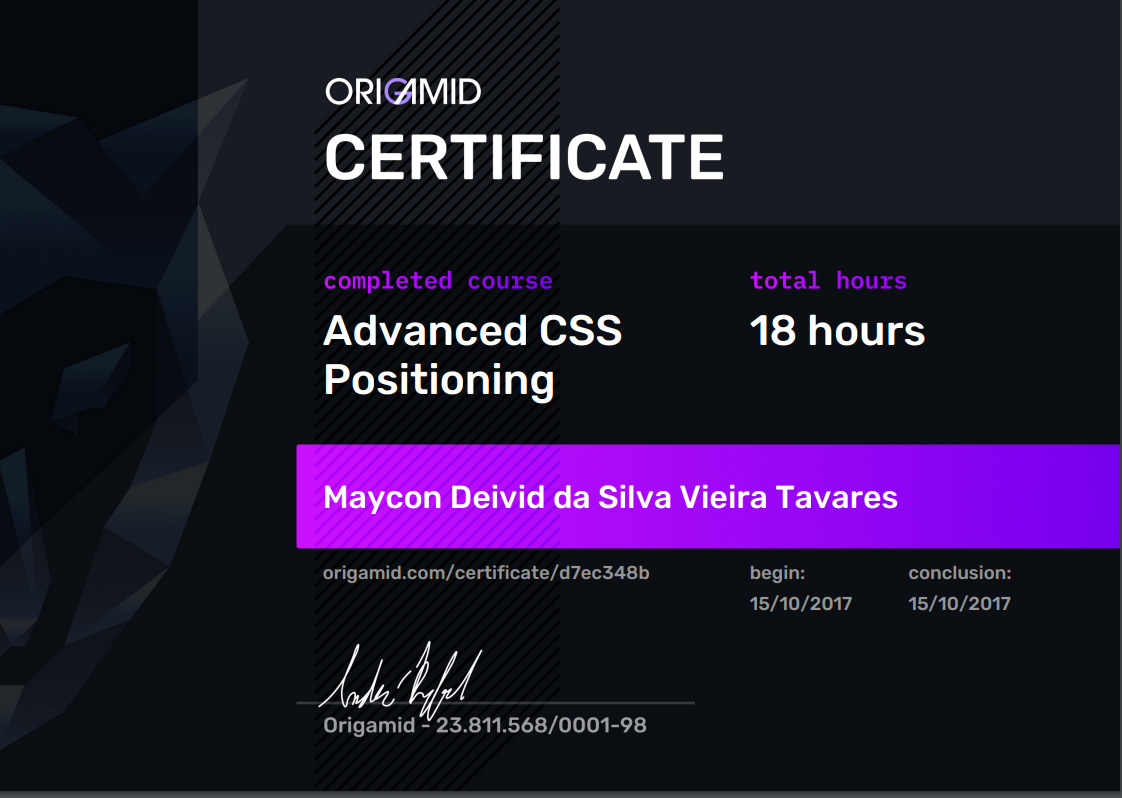 ORIGAMID
CERTIFICATE
completed course
total hours
Advanced CSS
Positioning
18 hours
Maycon Deivid da Silva Vieira Tavares
origamid.com/certificate/d7ec348b
begin:
conclusion:
15/10/2017
15/10/2017
Origamid - 23.811.568/0001-98